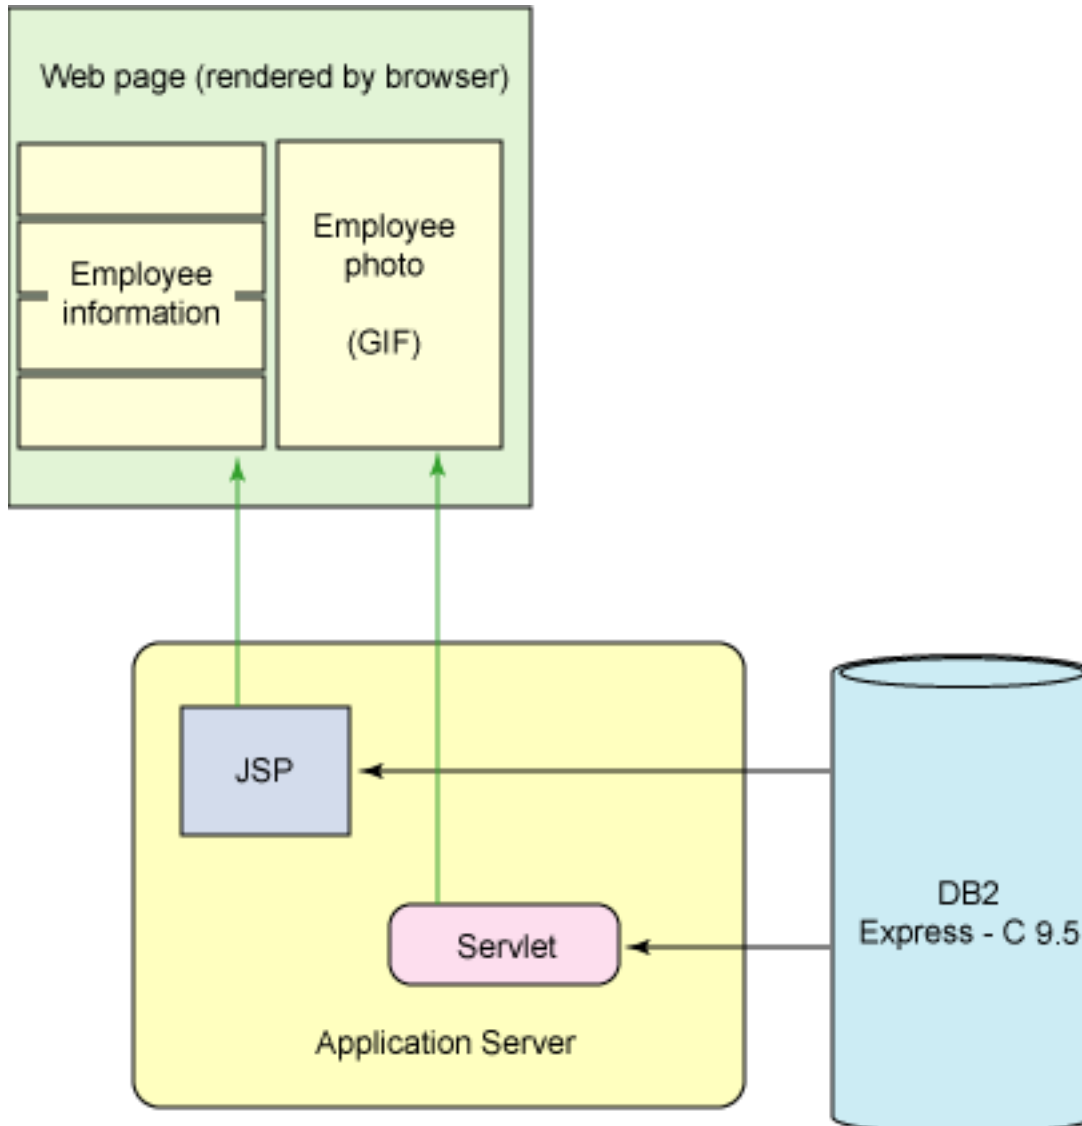 Web page (rendered by browser)
Employee
information
Employee
photo
(GIF)
JSP
Servlet
Application Server
DB2
Express - C 9.5